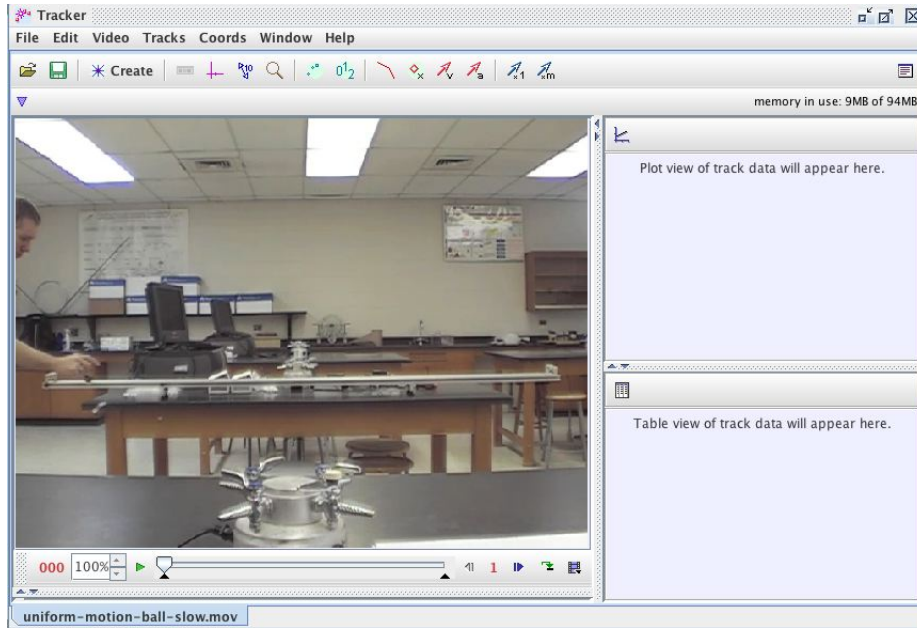 Tracker
File Edit Video Tracks Coords Window Help
Create
memory in use: 9MB of 94MB
Plot view of track data will appear here.
Table view of track data will appear here.
000 100% 1
uniform-motion-ball-slow.mov